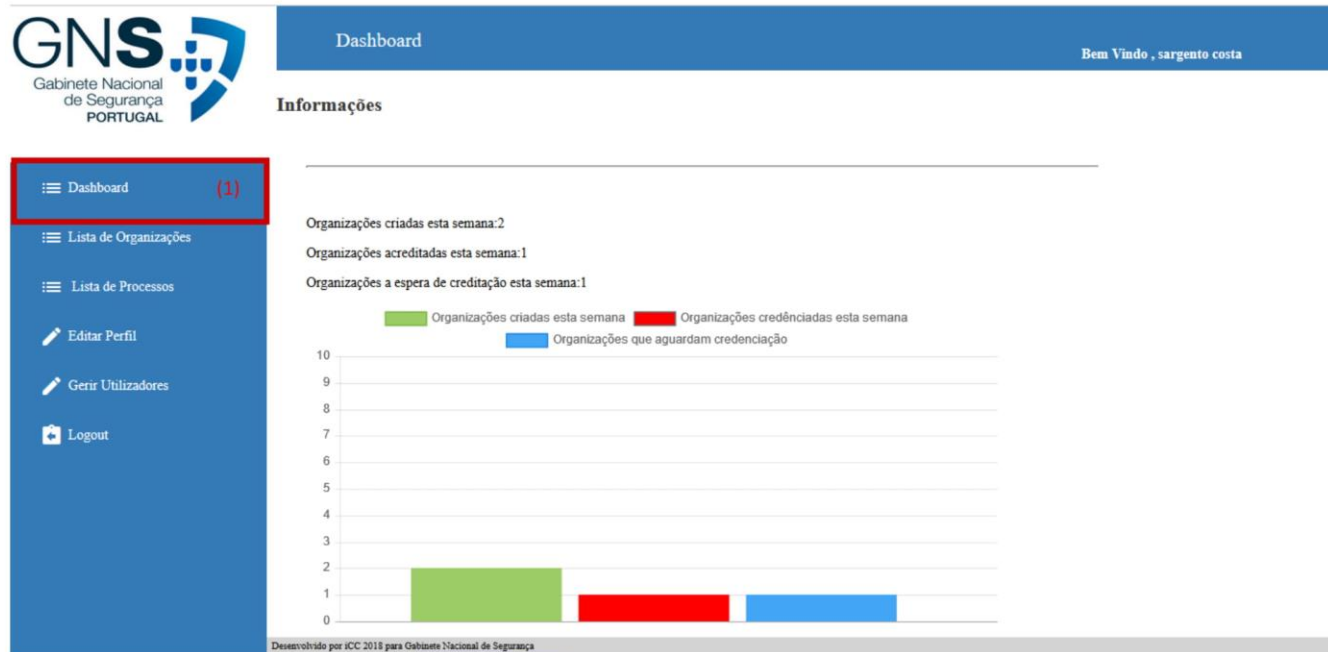 GNS
Gabinete Nacional
de Segurança
PORTUGAL
Dashboard
Bem Vindo , sargento costa
Informações
Dashboard (1)
Lista de Organizações
Lista de Processos
Editar Perfil
Gerir Utilizadores
Logout
Organizações criadas esta semana:2
Organizações acreditadas esta semana:1
Organizações a espera de creditação esta semana:1
Organizações criadas esta semana Organizações credênciadas esta semana
Organizações que aguardam credenciação
10
9
8
7
6
5
4
3
2
1
0
Desenvolvido por iCC 2018 para Gabinete Nacional de Segurança